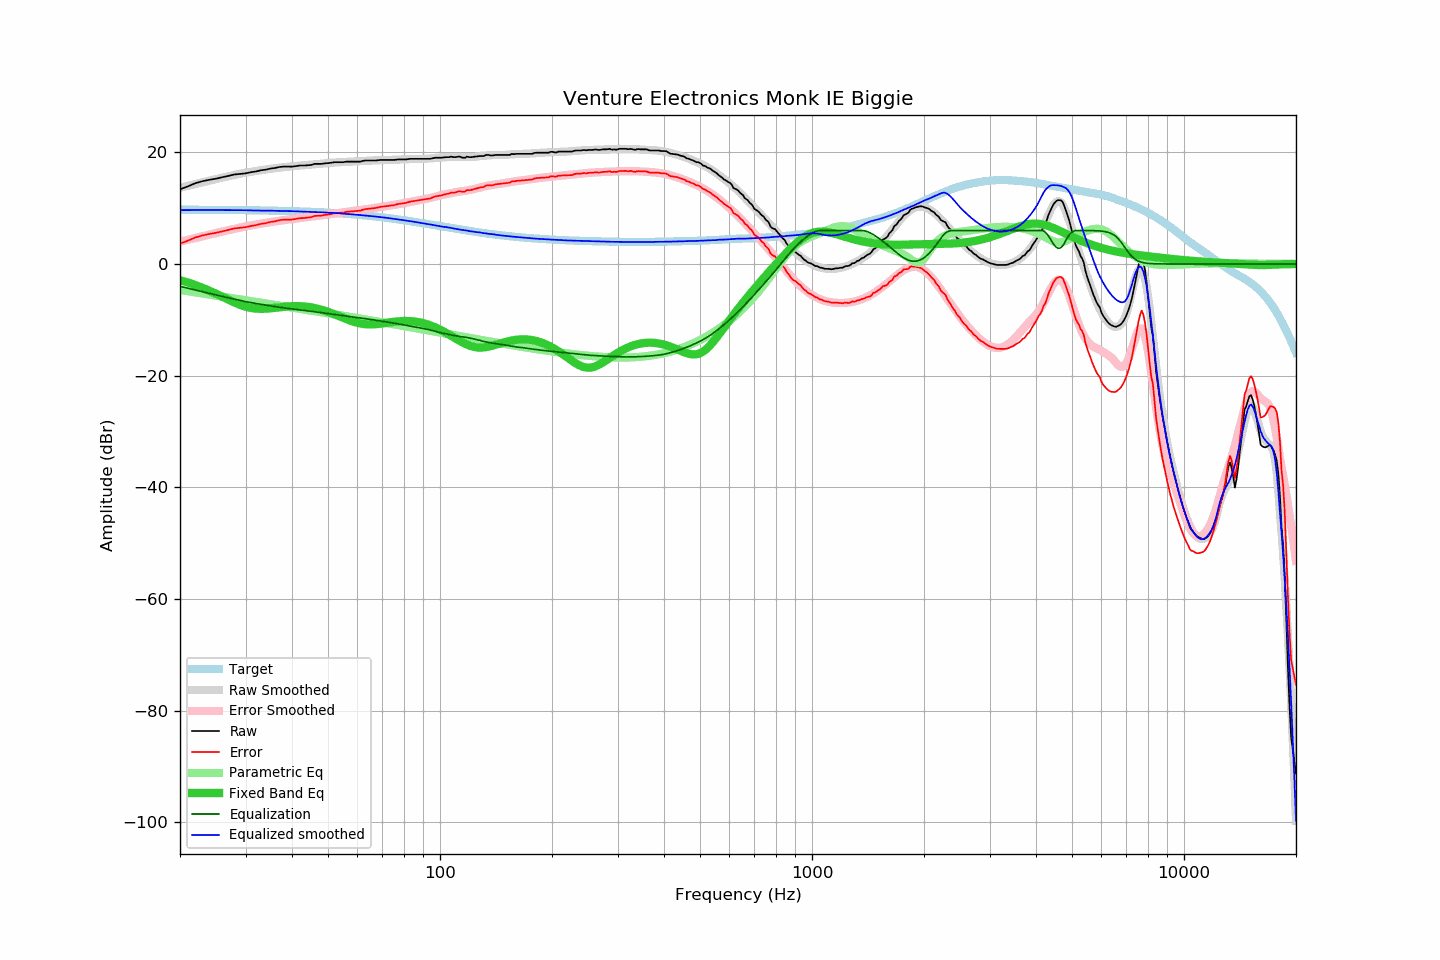 Venture Electronics Monk IE Biggie
20
0
−20
−40
−60
−80
−100
Amplitude (dBr)
100
1000
10000
Frequency (Hz)
Target
Raw Smoothed
Error Smoothed
Raw
Error
Parametric Eq
Fixed Band Eq
Equalization
Equalized smoothed